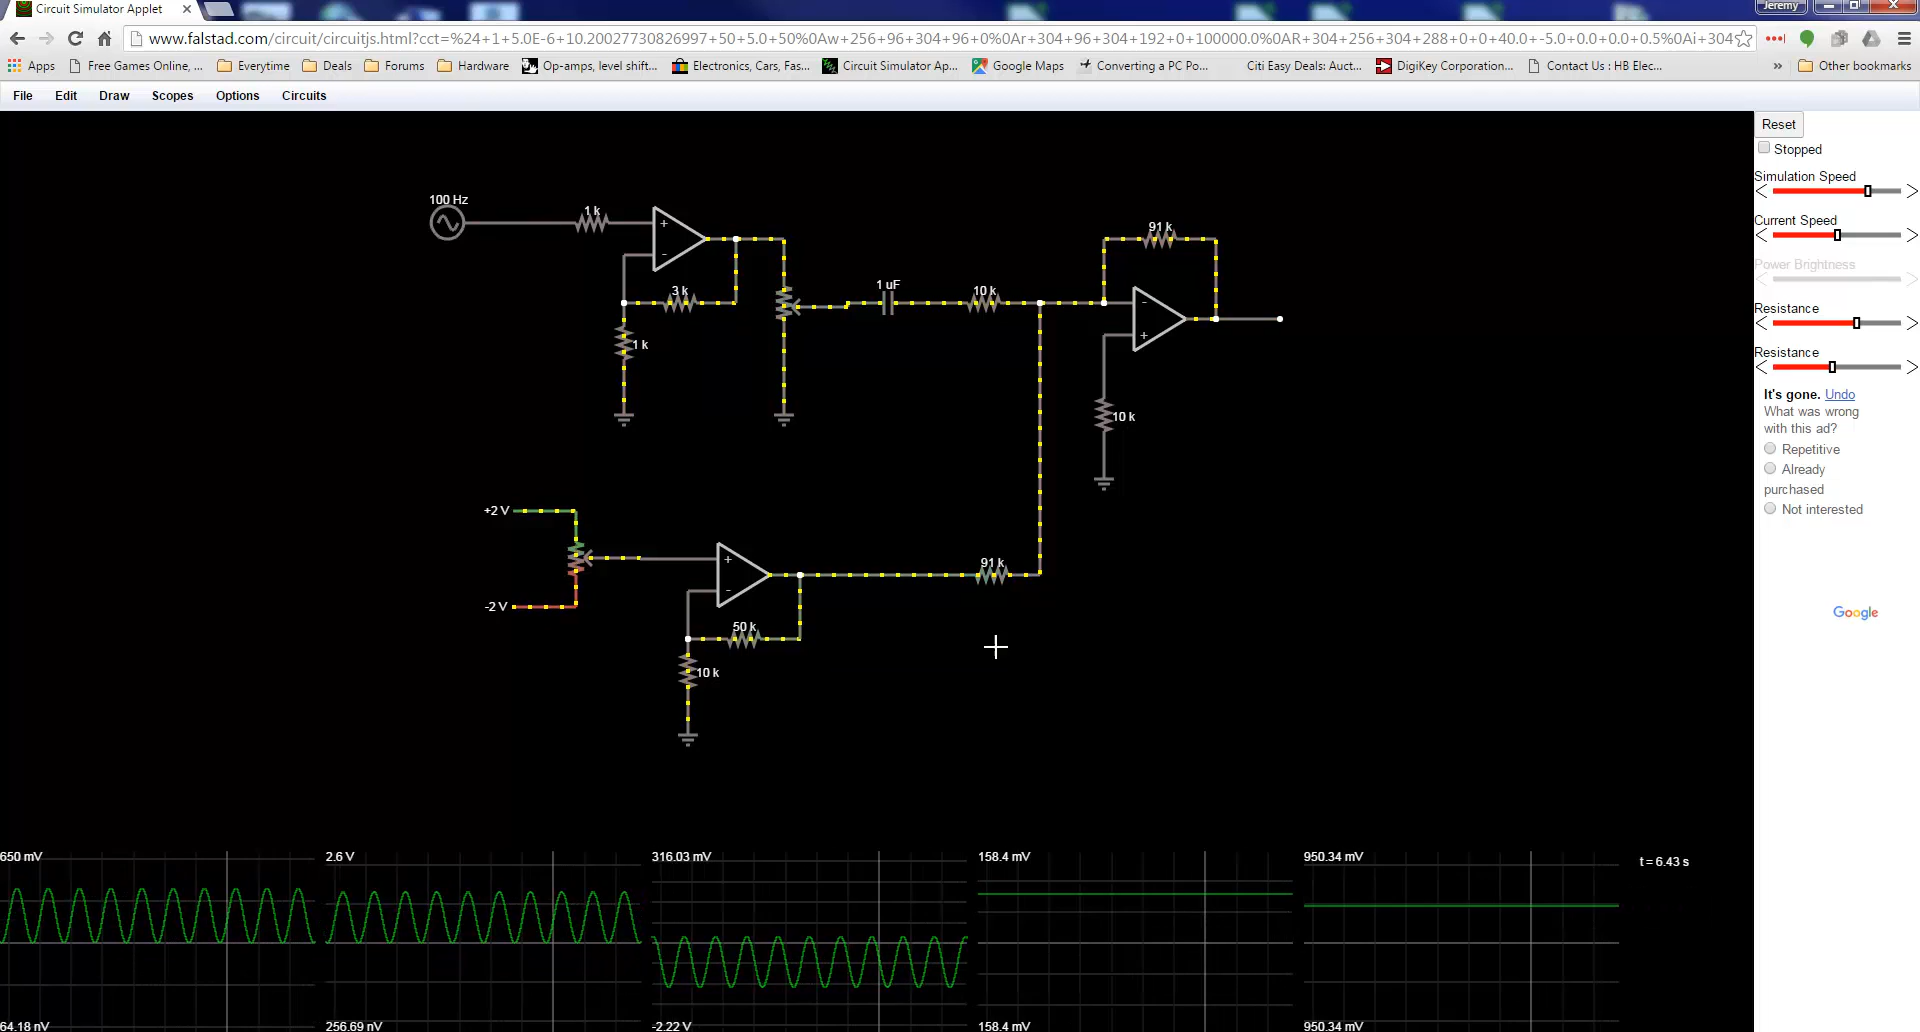 Circuit Simulator Applet
Jeremy
www.falstad.com/circuit/circuitjs.html?cct=%24+1+5.0E-6+10.20027730826997+50+5.0+50%0Aw+256+96+304+96+0%0Ar+304+96+304+192+0+100000.0%0AR+304+256+304+288+0+0+40.0+-5.0+0.0+0.0+0.5%0Ai+304
Apps Free Games Online, ... Everytime Deals Forums Hardware Op-amps, level shift... Electronics, Cars, Fas... Circuit Simulator Ap... Google Maps Converting a PC Po... Citi Easy Deals: Auct... DigiKey Corporation... Contact Us : HB Elec... » Other bookmarks
File Edit Draw Scopes Options Circuits
Reset
Stopped
Simulation Speed
Current Speed
Power Brightness
Resistance
Resistance
It's gone. Undo
What was wrong
with this ad?
Repetitive
Already
purchased
Not interested
Google
100 Hz
1 k
+
-
3 k
1 k
1 uF
10 k
91 k
-
+
10 k
+2 V
-2 V
+
-
50 k
10 k
91 k
650 mV
2.6 V
316.03 mV
158.4 mV
950.34 mV
t = 6.43 s
64.18 nV
256.69 nV
-2.22 V
158.4 mV
950.34 mV